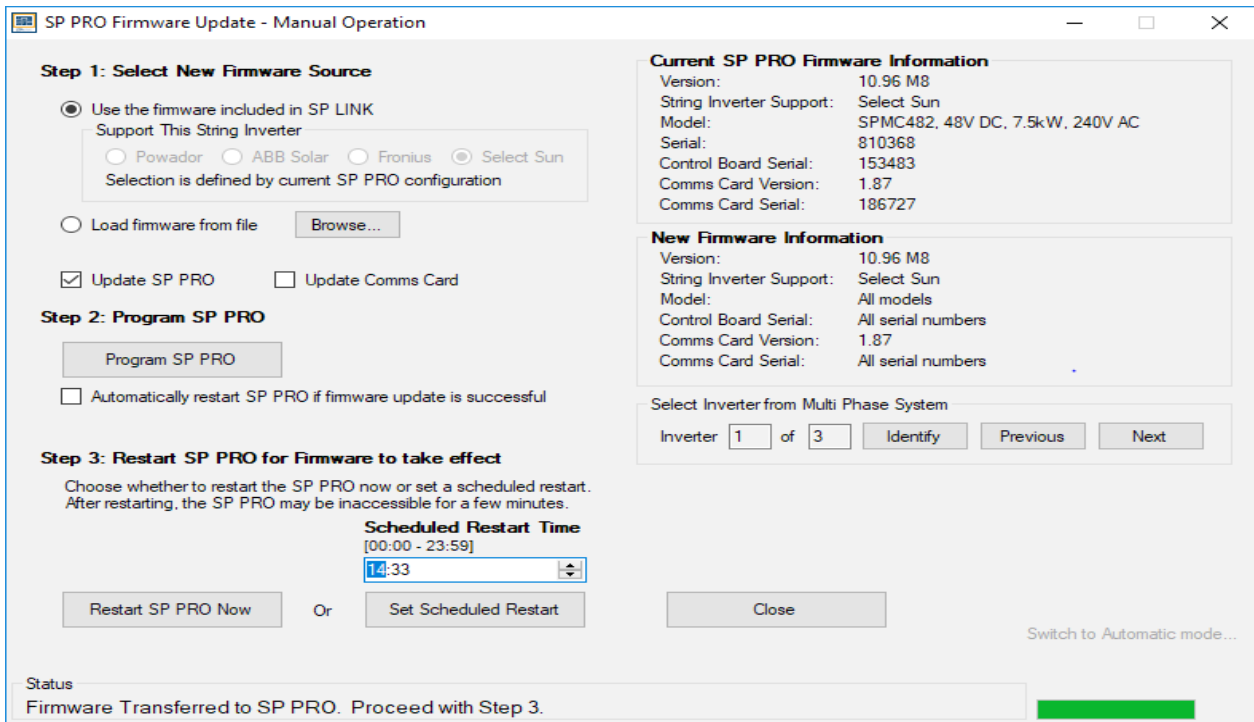 SP PRO Firmware Update - Manual Operation
Step 1: Select New Firmware Source
Use the firmware included in SP LINK
Support This String Inverter
Powador ABB Solar Fronius Select Sun
Selection is defined by current SP PRO configuration
Load firmware from file Browse...
Update SP PRO Update Comms Card
Step 2: Program SP PRO
Program SP PRO
Automatically restart SP PRO if firmware update is successful
Step 3: Restart SP PRO for Firmware to take effect
Choose whether to restart the SP PRO now or set a scheduled restart.
After restarting, the SP PRO may be inaccessible for a few minutes.
Scheduled Restart Time
[00:00 - 23:59]
14:33
Restart SP PRO Now Or Set Scheduled Restart
Current SP PRO Firmware Information
Version: 10.96 M8
String Inverter Support: Select Sun
Model: SPMC482, 48V DC, 7.5kW, 240V AC
Serial: 810368
Control Board Serial: 153483
Comms Card Version: 1.87
Comms Card Serial: 186727
New Firmware Information
Version: 10.96 M8
String Inverter Support: Select Sun
Model: All models
Control Board Serial: All serial numbers
Comms Card Version: 1.87
Comms Card Serial: All serial numbers
Select Inverter from Multi Phase System
Inverter 1 of 3 Identify Previous Next
Close
Switch to Automatic mode...
Status
Firmware Transferred to SP PRO. Proceed with Step 3.